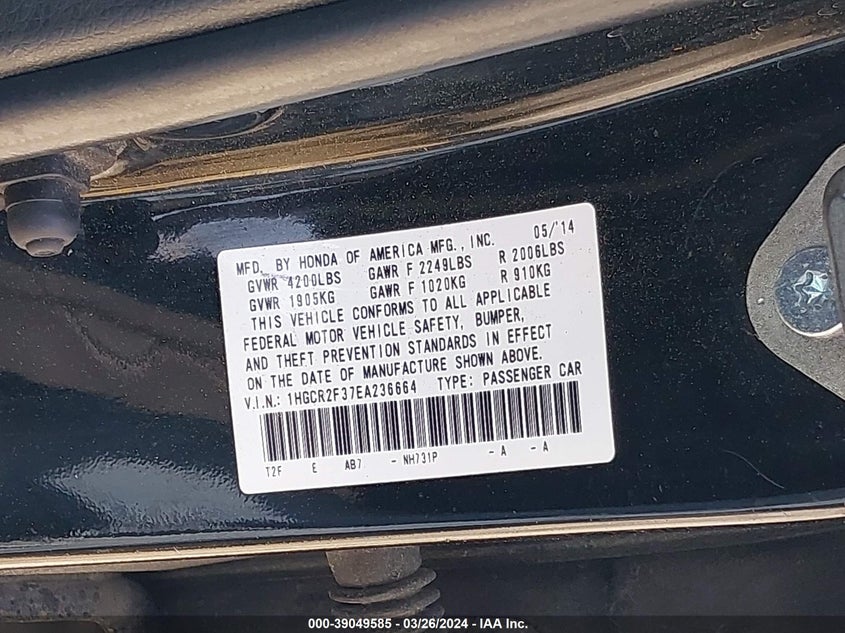 MFD. BY HONDA OF AMERICA MFG., INC. 05/'14
GVWR 4200LBS GAWR F 2249LBS R 2006LBS
GVWR 1905KG GAWR F 1020KG R 910KG
THIS VEHICLE CONFORMS TO ALL APPLICABLE
FEDERAL MOTOR VEHICLE SAFETY, BUMPER,
AND THEFT PREVENTION STANDARDS IN EFFECT
ON THE DATE OF MANUFACTURE SHOWN ABOVE.
V.I.N.: 1HGCR2F37EA236664 TYPE: PASSENGER CAR
T2F E AB7 - NH731P - A - A
000-39049585 - 03/26/2024 - IAA Inc.